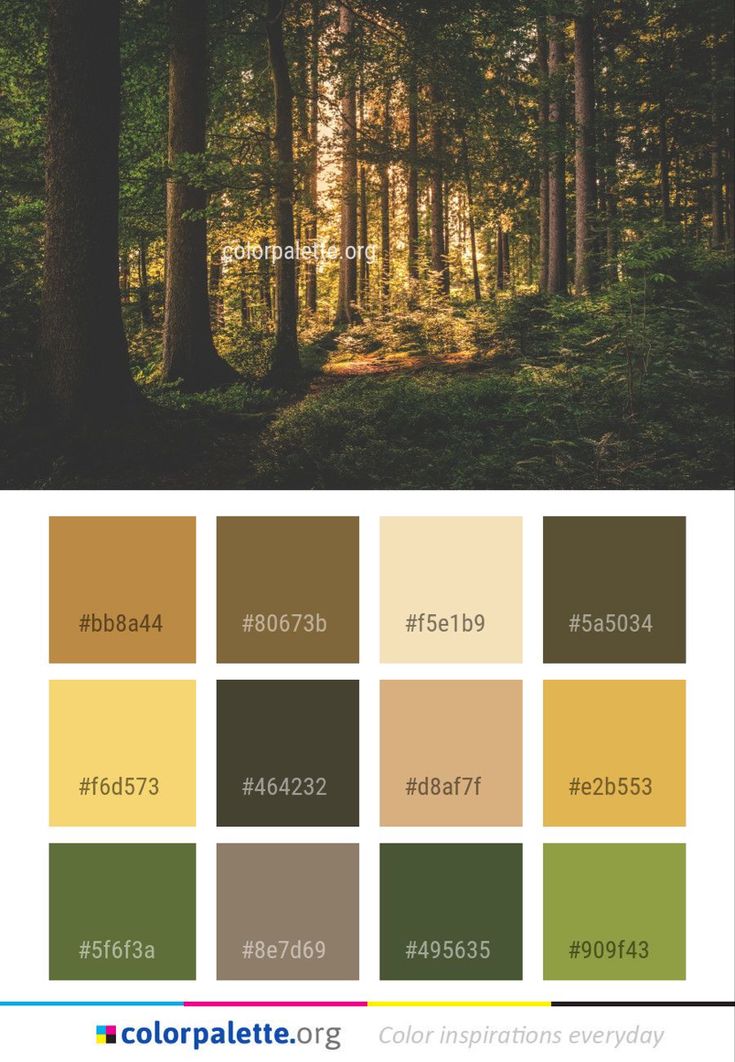 colorpalette.org
#bb8a44 #80673b #f5e1b9 #5a5034
#f6d573 #464232 #d8af7f #e2b553
#5f6f3a #8e7d69 #495635 #909f43
colorpalette.org Color inspirations everyday